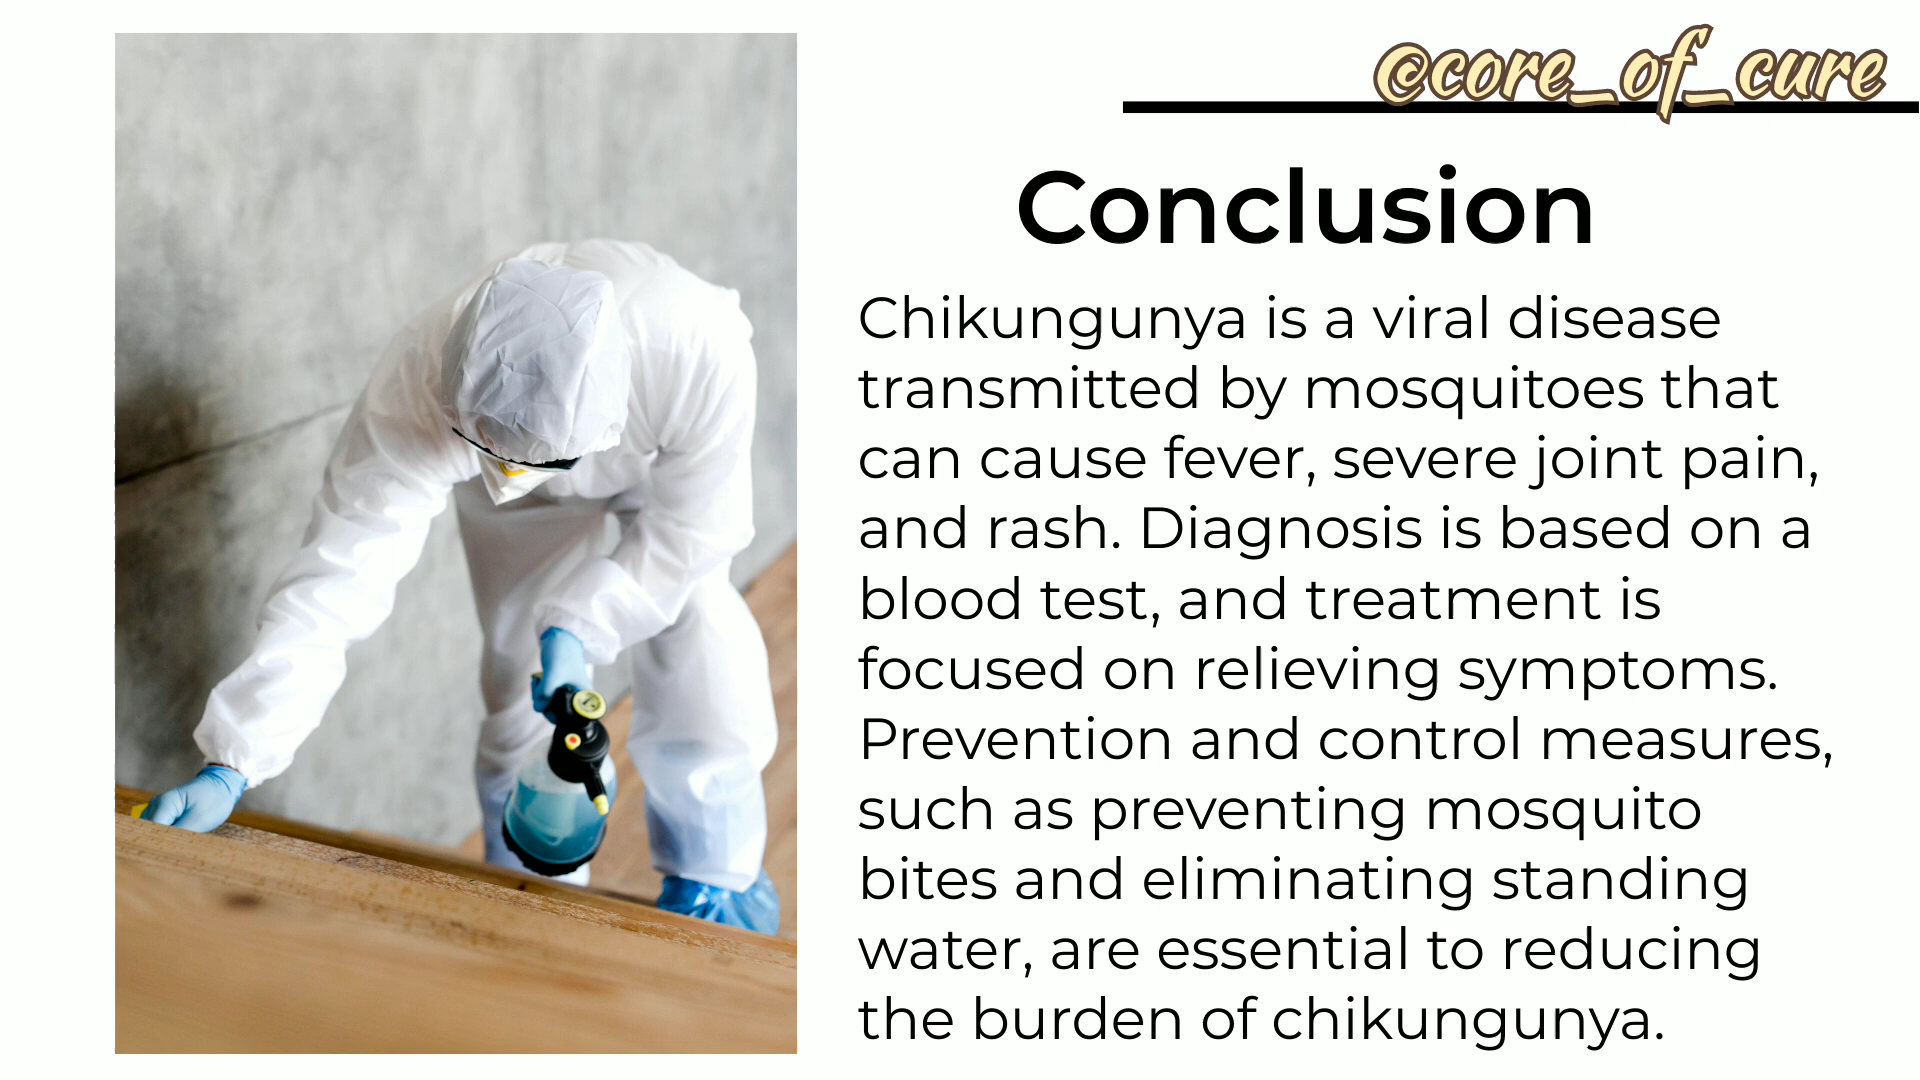 @core_of_cure
Conclusion
Chikungunya is a viral disease
transmitted by mosquitoes that
can cause fever, severe joint pain,
and rash. Diagnosis is based on a
blood test, and treatment is
focused on relieving symptoms.
Prevention and control measures,
such as preventing mosquito
bites and eliminating standing
water, are essential to reducing
the burden of chikungunya.